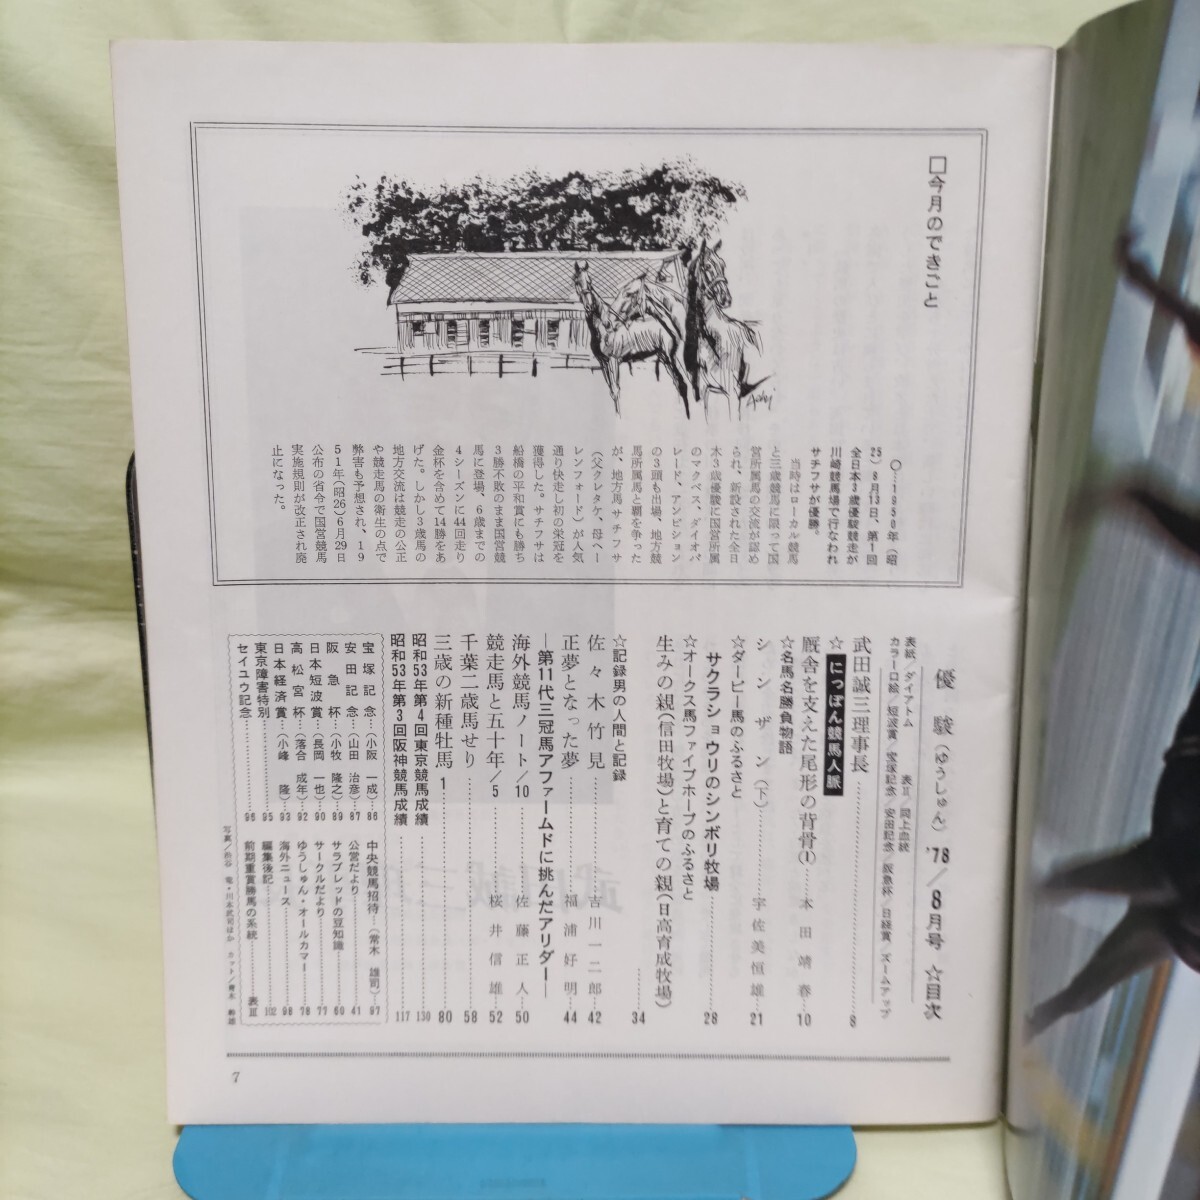 □今月のできごと
○…1950年(昭
25)8月13日、第1回
全日本3歳優駿競走が
川崎競馬場で行なわれ
サチフサが優勝。
当時はローカル競馬
と三歳競馬に限って国
営所属馬の交流が認め
られ、新設された全日
本3歳優駿に国営所属
のマクベス、ダイオパ
レード、アンビション
の3頭も出場、地方競
馬所属馬と覇を争った
が、地方馬サチフサ
(父クレタケ、母ヘー
レンフォード)が人気
通り快走し初の栄冠を
獲得した。サチフサは
船橋の平和賞にも勝ち
3勝不敗のまま国営競
馬に登場、6歳までの
4シーズンに44回走り
金杯を含めて14勝をあ
げた。しかし3歳馬の
地方交流は競走の公正
や競走馬の衛生の点で
弊害も予想され、19
51年(昭26)6月29日
公布の省令で国営競馬
実施規則が改正され廃
止になった。
優駿(ゆうしゅん)'78/8月号 ☆目次
表紙/ダイアトム 表Ⅱ/同上血統
カラー口絵/短波賞/宝塚記念/安田記念/阪急杯/日経賞/ズームアップ
武田誠三理事長……8
☆にっぽん競馬人脈
厩舎を支えた尾形の背骨(1)……木田靖春 10
☆名馬名勝負物語
シンザン(下)……宇佐美恒雄 21
☆ダービー馬のふるさと
サクラショウリのシンボリ牧場……28
☆オークス馬ファイブホープのふるさと
生みの親(信田牧場)と育ての親(日高育成牧場)
34
☆記録男の人間と記録
佐々木竹見……吉川一二郎 42
正夢となった夢……福浦好明 44
―第11代三冠馬アファームドに挑んだアリダー―
海外競馬ノート/10……佐藤正人 50
競走馬と五十年/5……桜井信雄 52
千葉二歳馬せり……58
三歳の新種牡馬 1……80
昭和53年第4回東京競馬成績……130
昭和53年第3回阪神競馬成績……117
宝塚記念…(小阪 一成)…86
安田記念…(山田 治彦)…87
阪急杯…(小牧 隆之)…89
日本短波賞…(長岡 一也)…90
高松宮杯…(落合 成年)…92
日本経済賞…(小峰 隆)…93
東京障害特別……95
セイユウ記念……96
中央競馬招待…(常木 雄司)…97
公営だより……41
サラブレッドの豆知識……60
サークルだより……77
ゆうしゅん・オールカマー……78
海外ニュース……98
編集後記……102
前期重賞勝馬の系統……表Ⅲ
写真/渋谷 竜・川本武司ほか カット/青木
Aoki
7